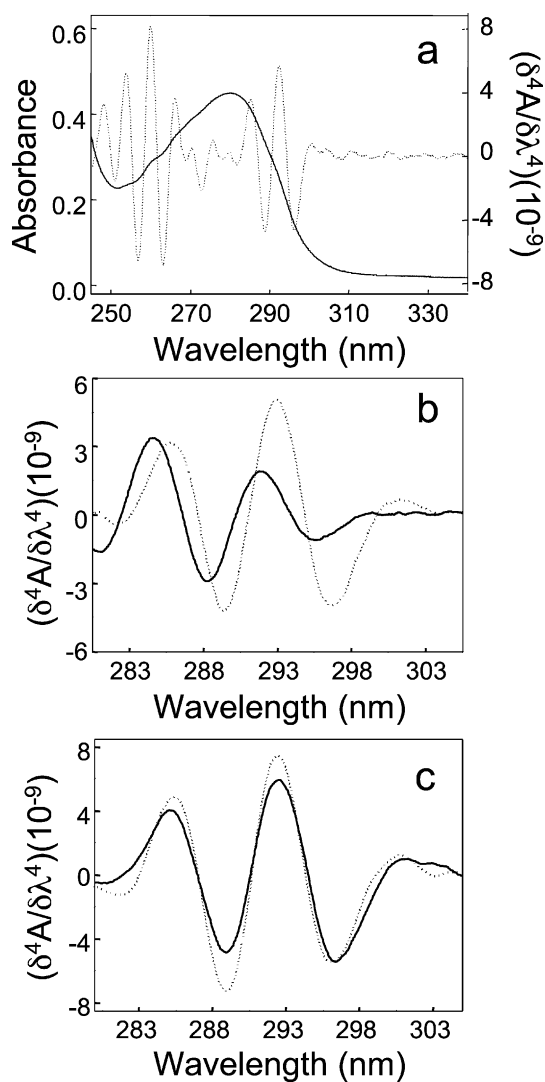 a
0.6
0.4
0.2
0.0
Absorbance
8
4
0
-4
-8
(δ⁴A/δλ⁴)(10⁻⁹)
250 270 290 310 330
Wavelength (nm)
b
6
3
0
-3
-6
(δ⁴A/δλ⁴)(10⁻⁹)
283 288 293 298 303
Wavelength (nm)
c
8
4
0
-4
-8
(δ⁴A/δλ⁴)(10⁻⁹)
283 288 293 298 303
Wavelength (nm)